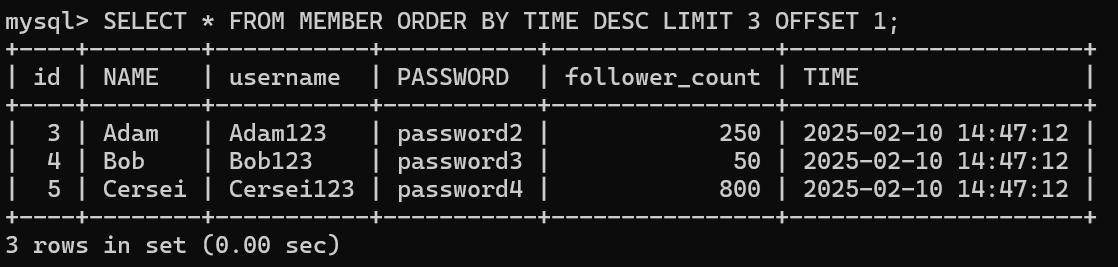 mysql> SELECT * FROM MEMBER ORDER BY TIME DESC LIMIT 3 OFFSET 1;
+----+--------+-----------+-----------+----------------+---------------------+
| id | NAME   | username  | PASSWORD  | follower_count | TIME                |
+----+--------+-----------+-----------+----------------+---------------------+
|  3 | Adam   | Adam123   | password2 |            250 | 2025-02-10 14:47:12 |
|  4 | Bob    | Bob123    | password3 |             50 | 2025-02-10 14:47:12 |
|  5 | Cersei | Cersei123 | password4 |            800 | 2025-02-10 14:47:12 |
+----+--------+-----------+-----------+----------------+---------------------+
3 rows in set (0.00 sec)